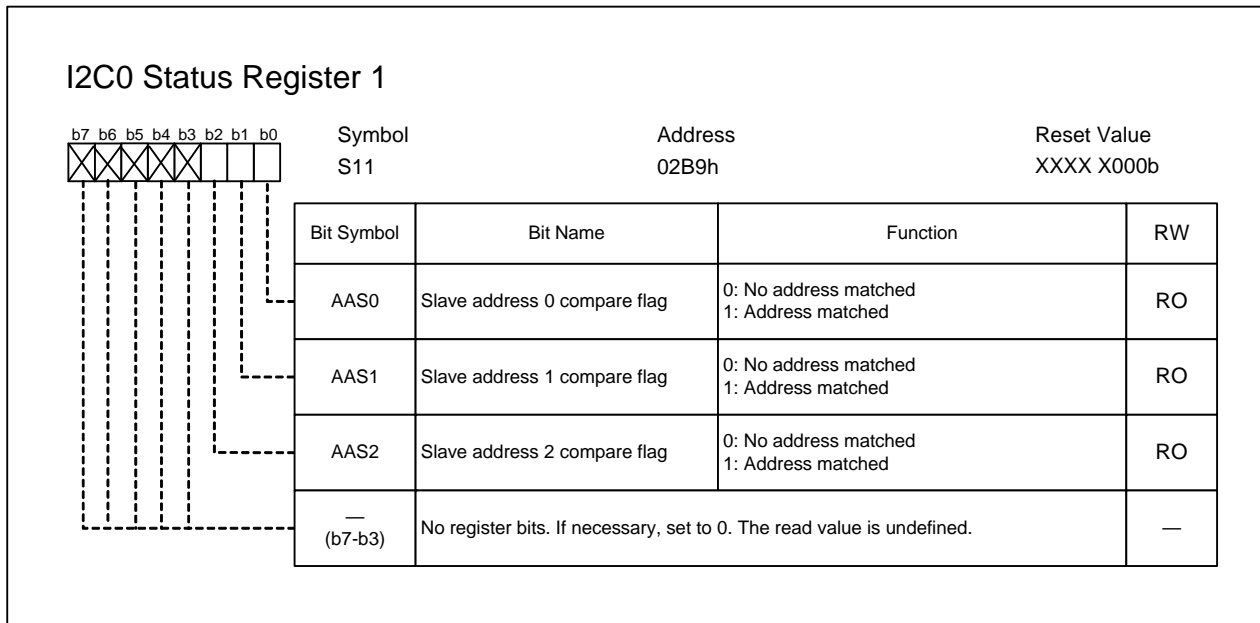 I2C0 Status Register 1
b7 b6 b5 b4 b3 b2 b1 b0
Symbol Address Reset Value
S11 02B9h XXXX X000b
Bit Symbol Bit Name Function RW
AAS0 Slave address 0 compare flag 0: No address matched RO
1: Address matched
AAS1 Slave address 1 compare flag 0: No address matched RO
1: Address matched
AAS2 Slave address 2 compare flag 0: No address matched RO
1: Address matched
—
(b7-b3) No register bits. If necessary, set to 0. The read value is undefined. —